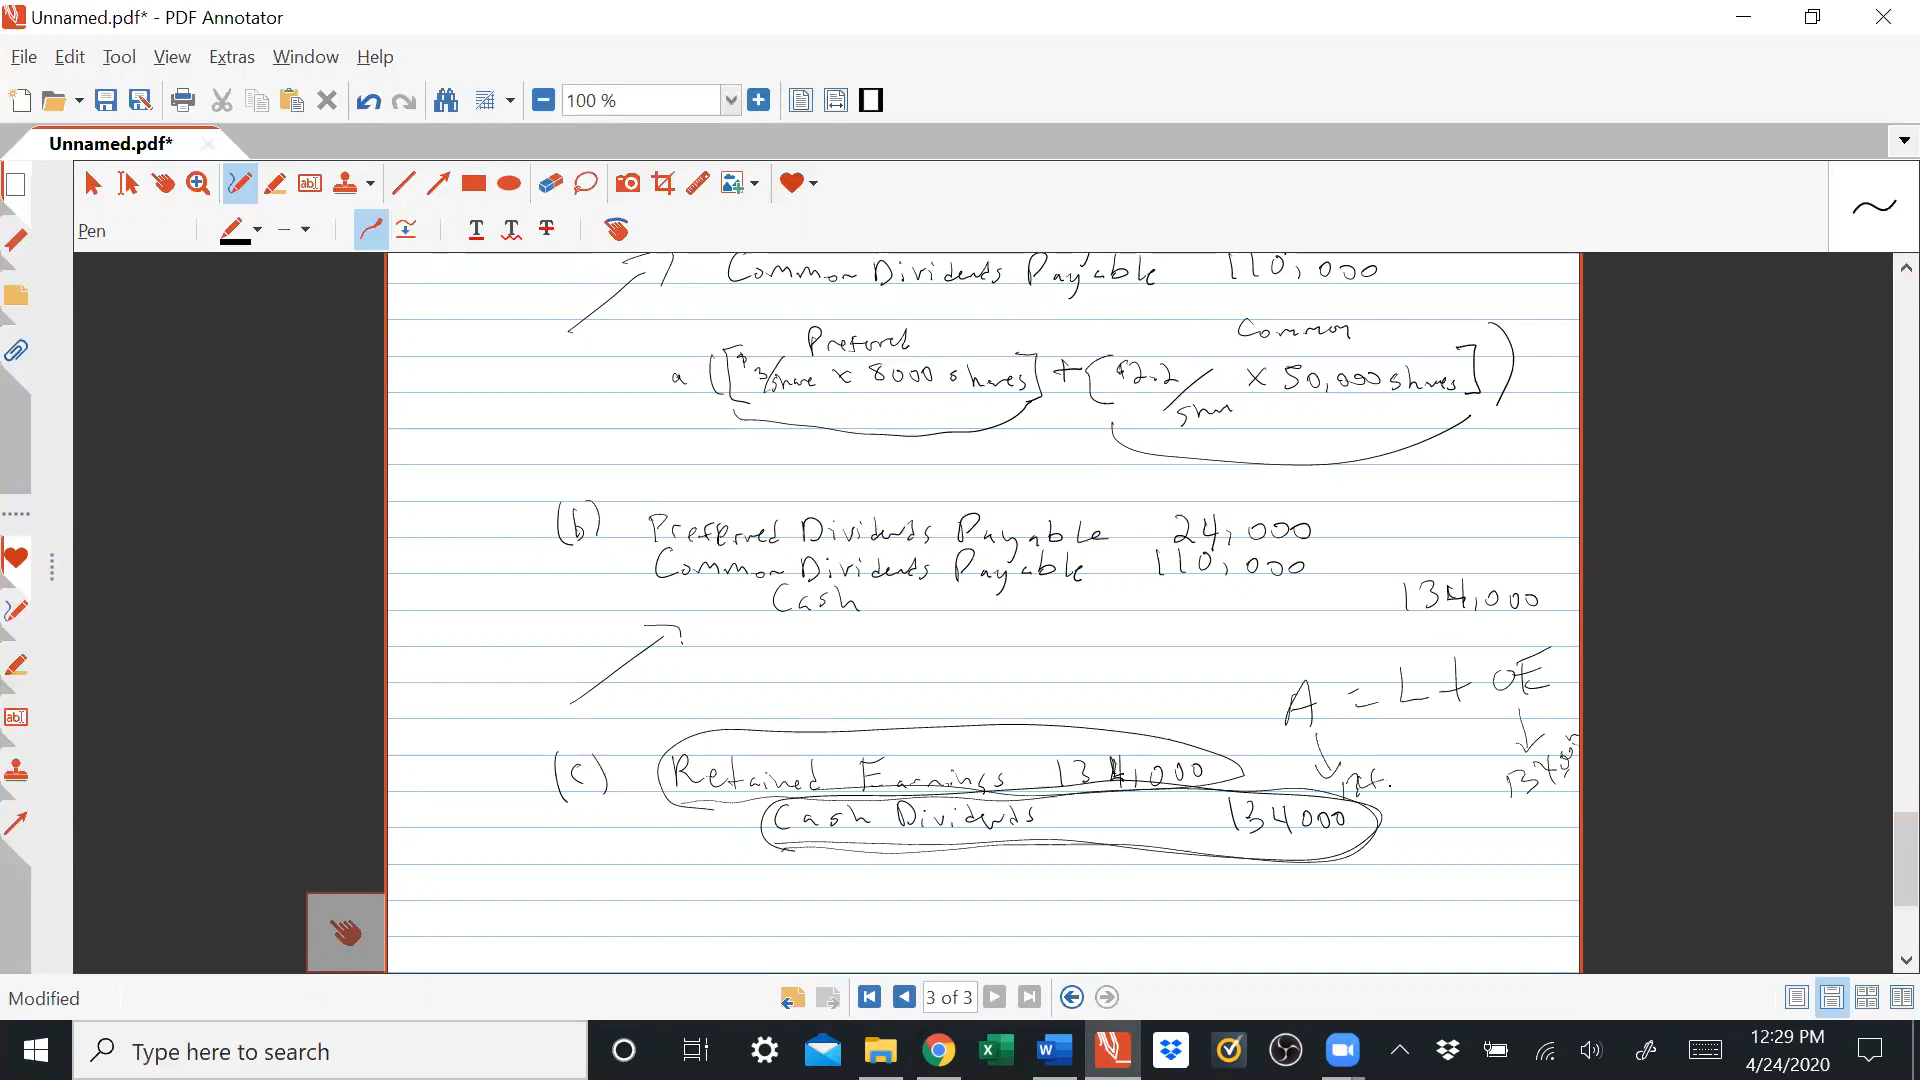 Unnamed.pdf* - PDF Annotator
File Edit Tool View Extras Window Help
100 %
Unnamed.pdf*
Pen
Common Dividends Payable 110,000
Preferred Common
a ([$3/share x 8000 shares] + [$2.2/ x 50,000 shares])
(b) Preferred Dividends Payable 24,000
Common Dividends Payable 110,000
Cash 134,000
A = L + OE
(c) Retained Earnings 134,000
Cash Dividends 134000
Modified
3 of 3
Type here to search
12:29 PM
4/24/2020